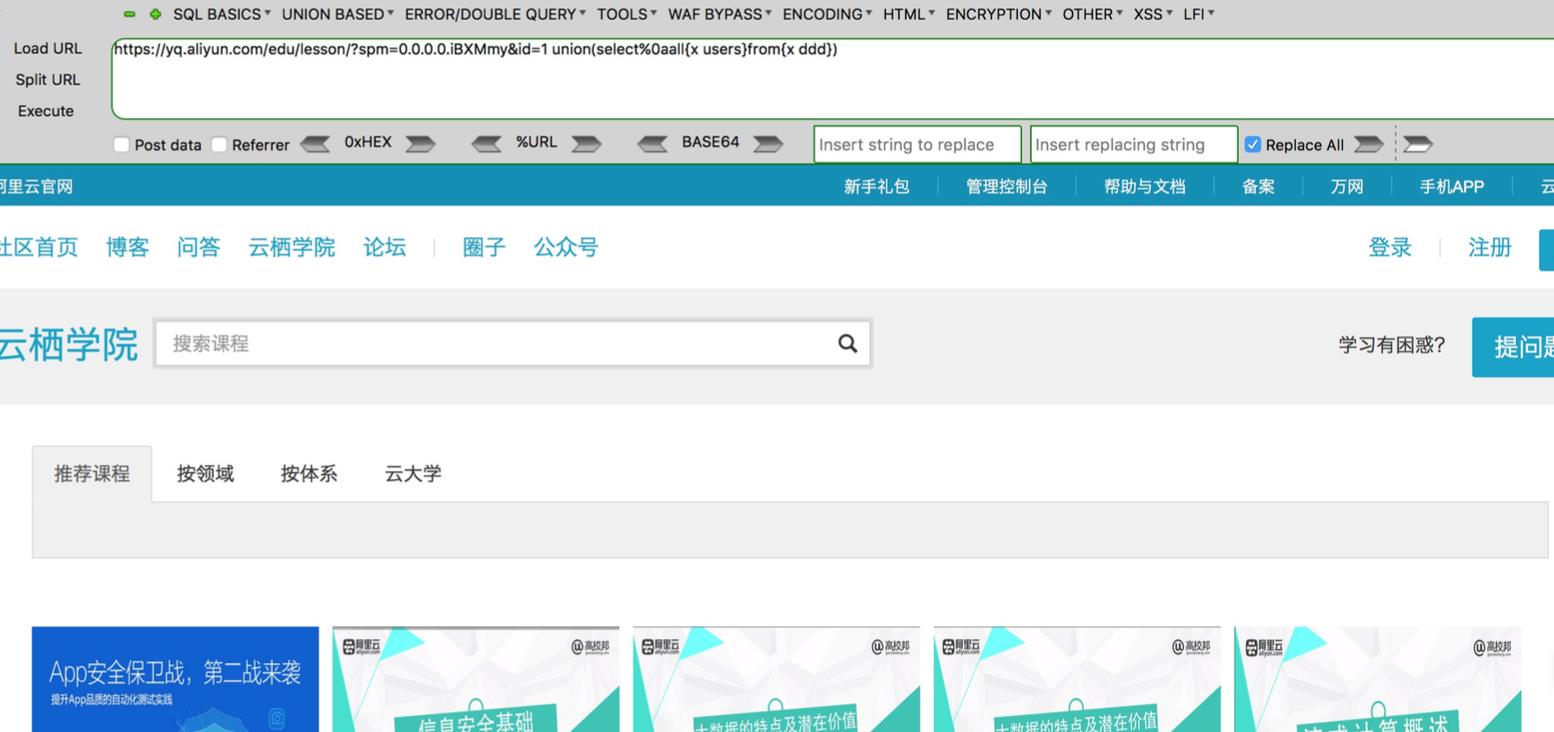 SQL BASICS UNION BASED ERROR/DOUBLE QUERY TOOLS WAF BYPASS ENCODING HTML ENCRYPTION OTHER XSS LFI
Load URL https://yq.aliyun.com/edu/lesson/?spm=0.0.0.0.iBXMmy&id=1 union(select%0aall{x users}from{x ddd})
Split URL
Execute
Post data Referrer 0xHEX %URL BASE64 Insert string to replace Insert replacing string Replace All
阿里云官网 新手礼包 管理控制台 帮助与文档 备案 万网 手机APP 云
社区首页 博客 问答 云栖学院 论坛 圈子 公众号 登录 注册
云栖学院 搜索课程 学习有困惑? 提问题
推荐课程 按领域 按体系 云大学
阿里云 高校邦 阿里云 高校邦 阿里云 高校邦 阿里云 高校邦
aliyun.com aliyun.com aliyun.com aliyun.com
App安全保卫战，第二战来袭
提升App品质的自动化测试实践
信息安全基础 大数据的特点及潜在价值 大数据的特点及潜在价值